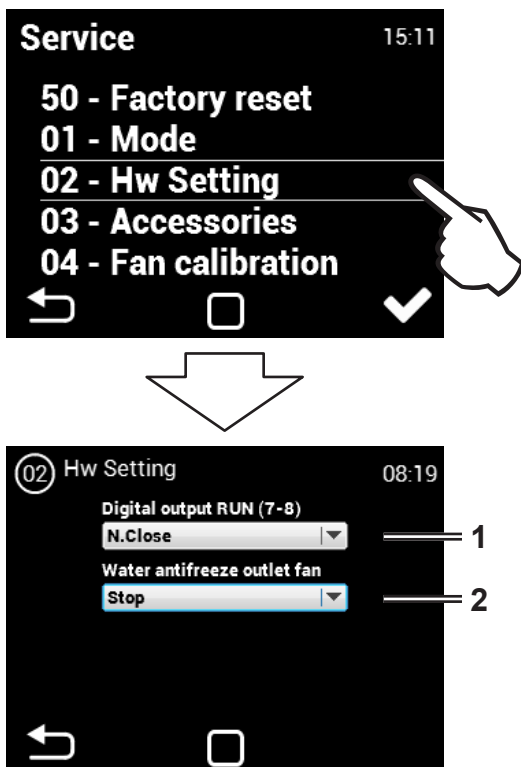 Service 15:11
50 - Factory reset
01 - Mode
02 - Hw Setting
03 - Accessories
04 - Fan calibration
02 Hw Setting 08:19
Digital output RUN (7-8)
N.Close 1
Water antifreeze outlet fan
Stop 2